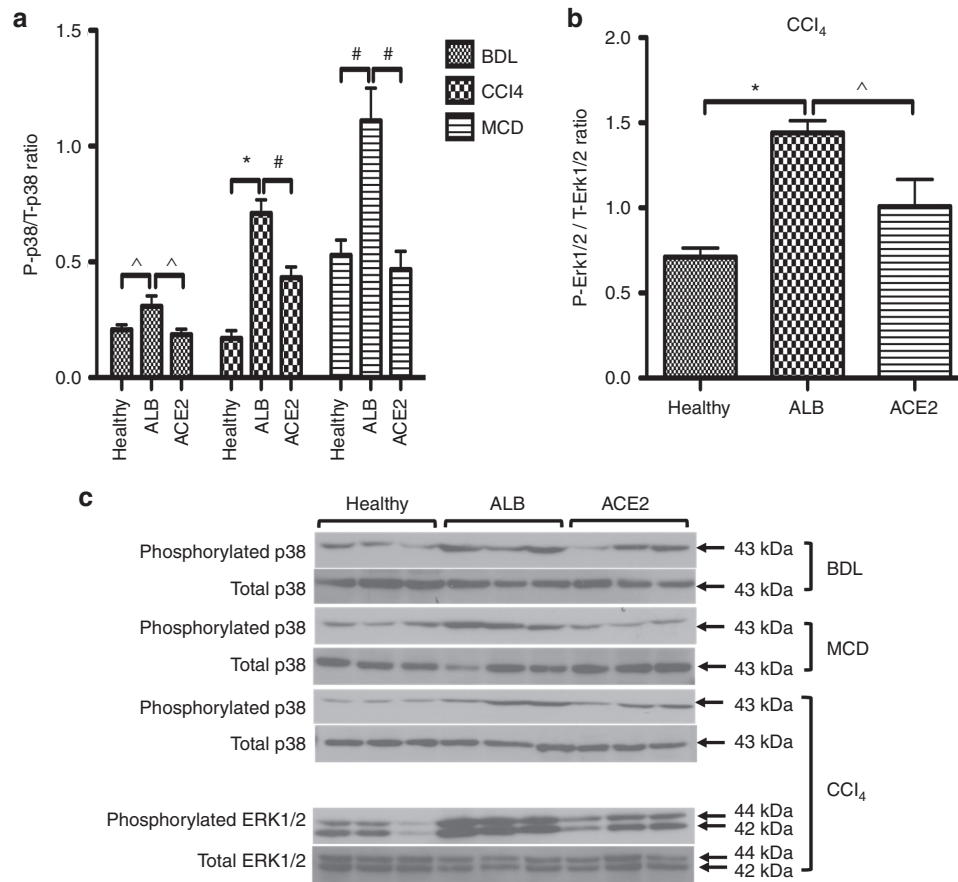 a
1.5
1.0
0.5
0.0
P-p38/T-p38 ratio
^ ^
* #
# #
BDL
CCl4
MCD
Healthy
ALB
ACE2
Healthy
ALB
ACE2
Healthy
ALB
ACE2
b
CCl4
2.0
1.5
1.0
0.5
0.0
P-Erk1/2 / T-Erk1/2 ratio
* ^
Healthy ALB ACE2
c
Healthy ALB ACE2
Phosphorylated p38 43 kDa
Total p38 43 kDa
BDL
Phosphorylated p38 43 kDa
Total p38 43 kDa
MCD
Phosphorylated p38 43 kDa
Total p38 43 kDa
CCl4
Phosphorylated ERK1/2 44 kDa
42 kDa
Total ERK1/2 44 kDa
42 kDa